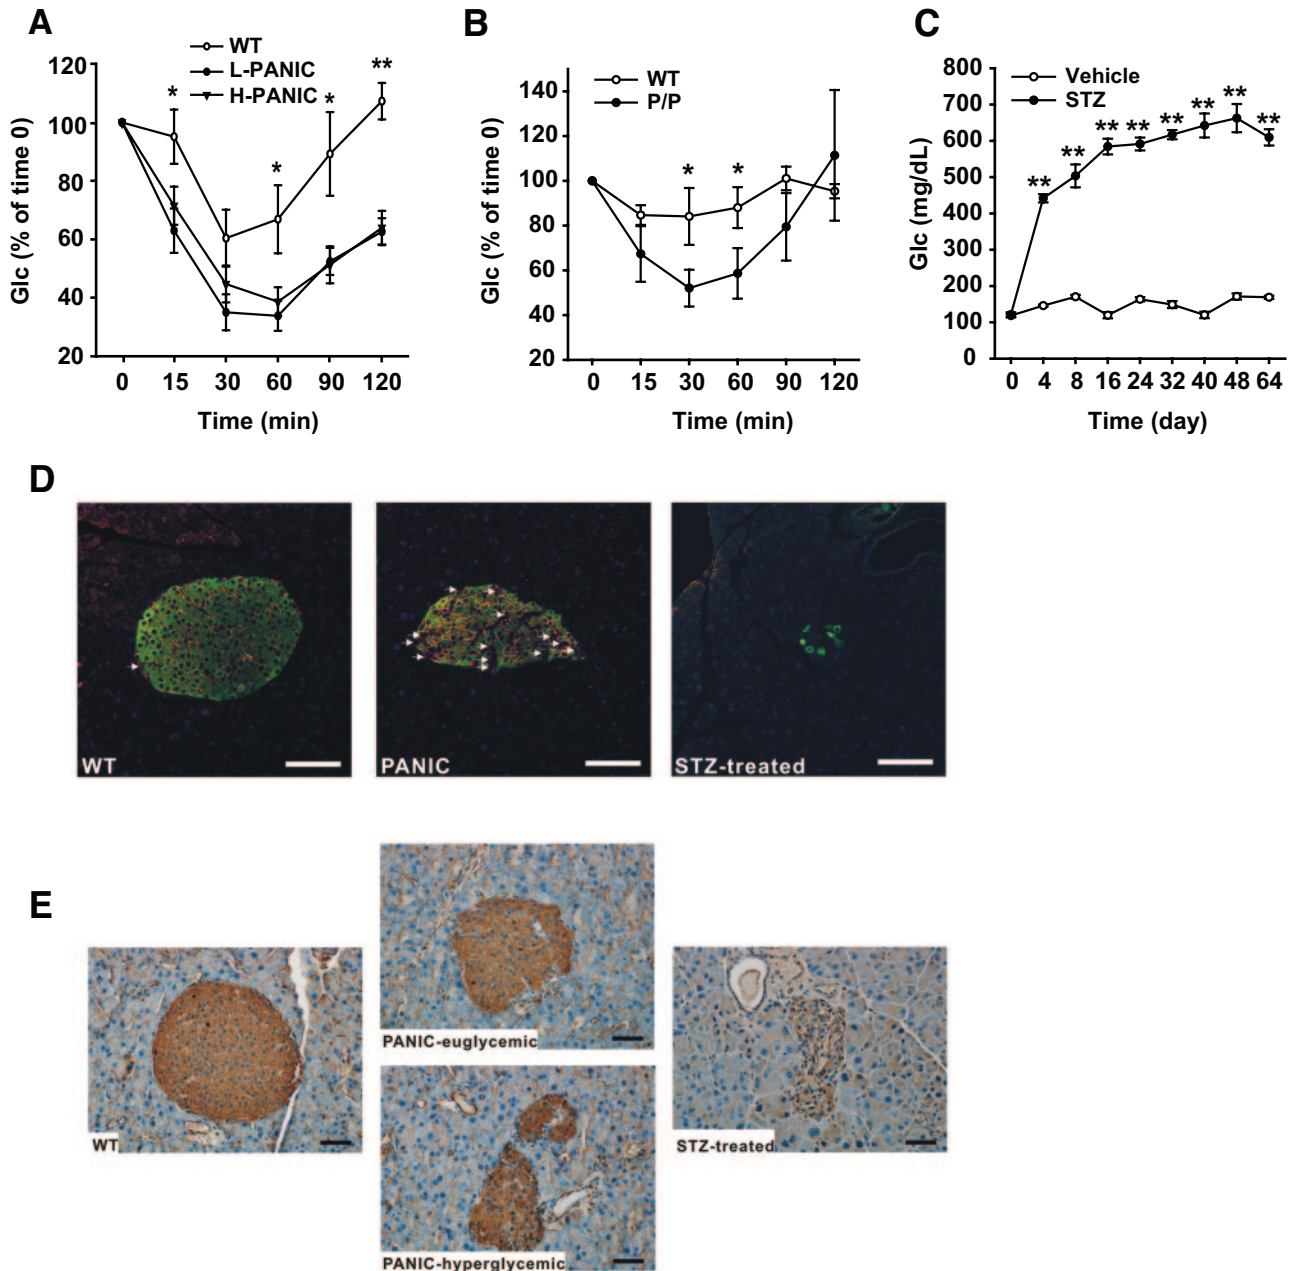 A
WT
L-PANIC
H-PANIC
120
100
80
60
40
20
Glc (% of time 0)
*
*
*
**
0 15 30 60 90 120
Time (min)
B
WT
P/P
140
120
100
80
60
40
20
Glc (% of time 0)
*
*
0 15 30 60 90 120
Time (min)
C
Vehicle
STZ
800
700
600
500
400
300
200
100
0
Glc (mg/dL)
**
**
**
**
**
**
**
**
0 4 8 16 24 32 40 48 64
Time (day)
D
WT
PANIC
STZ-treated
E
WT
PANIC-euglycemic
PANIC-hyperglycemic
STZ-treated